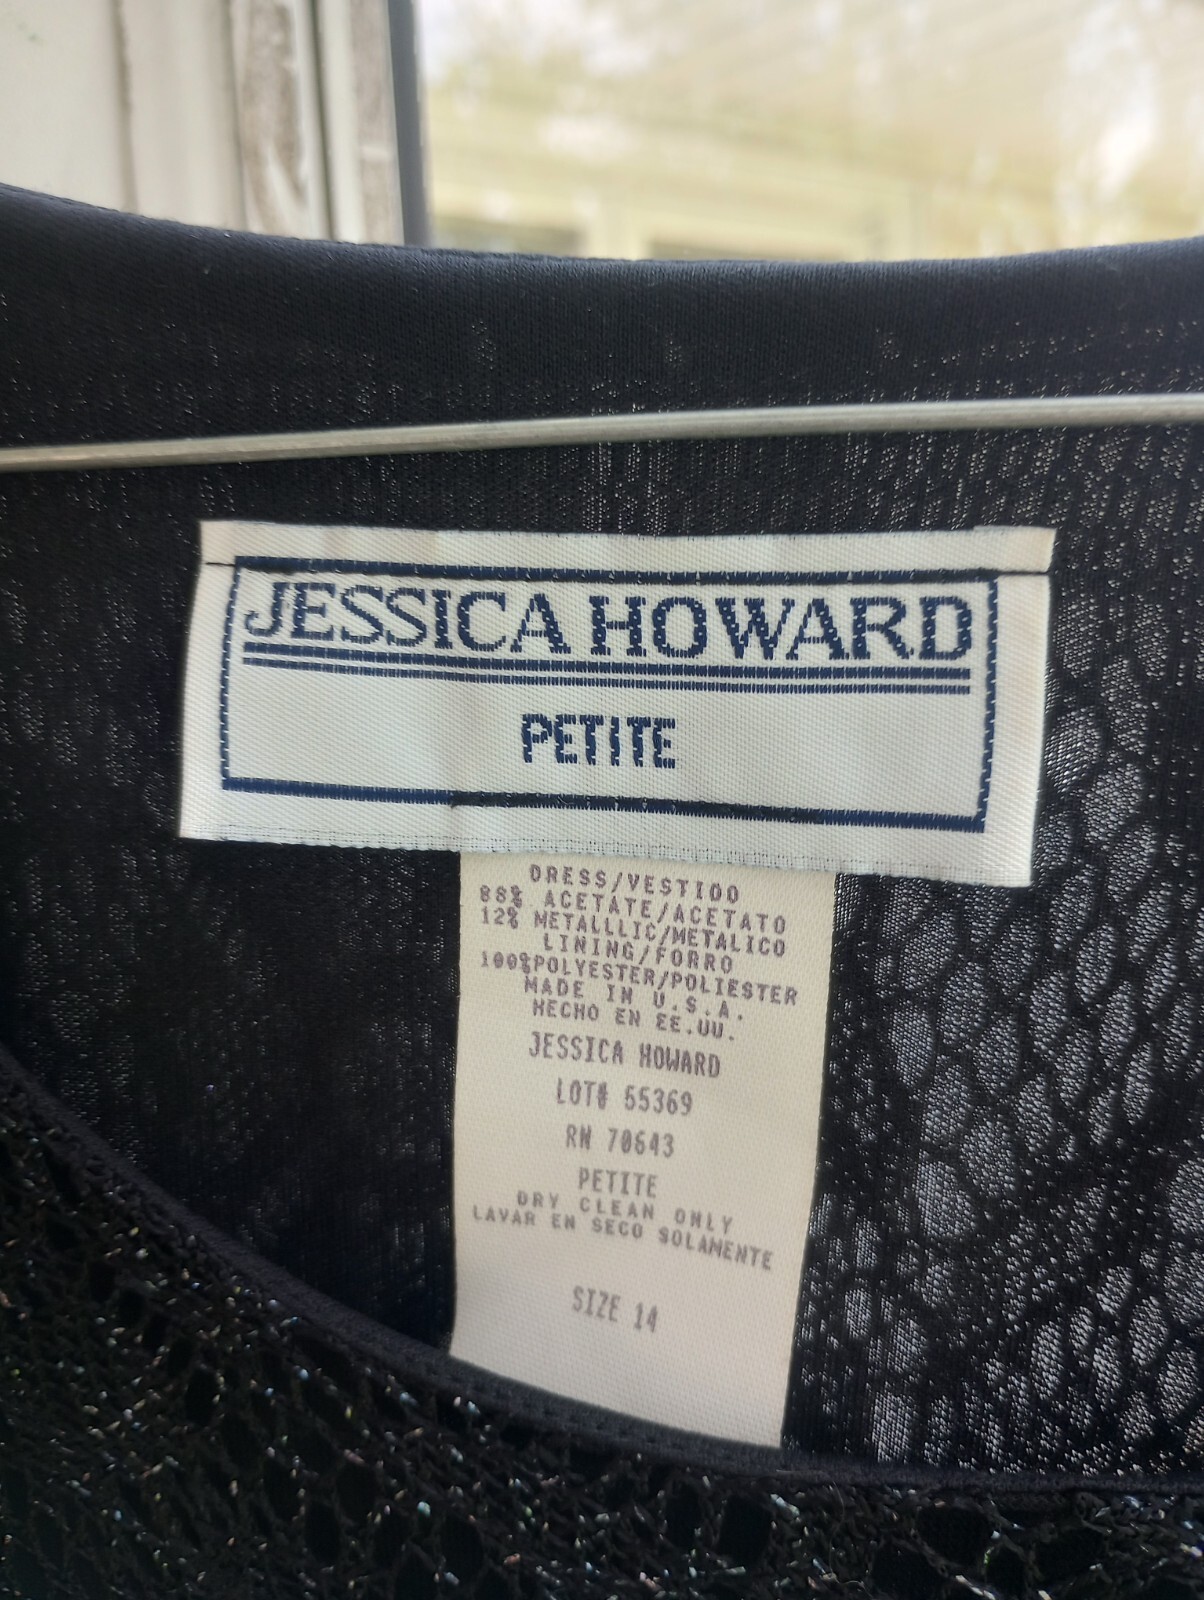 JESSICA HOWARD
PETITE
DRESS/VESTIDO
88% ACETATE/ACETATO
12% METALLLIC/METALICO
LINING/FORRO
100%POLYESTER/POLIESTER
MADE IN U.S.A.
HECHO EN EE.UU.
JESSICA HOWARD
LOT# 55369
RN 70643
PETITE
DRY CLEAN ONLY
LAVAR EN SECO SOLAMENTE
SIZE 14